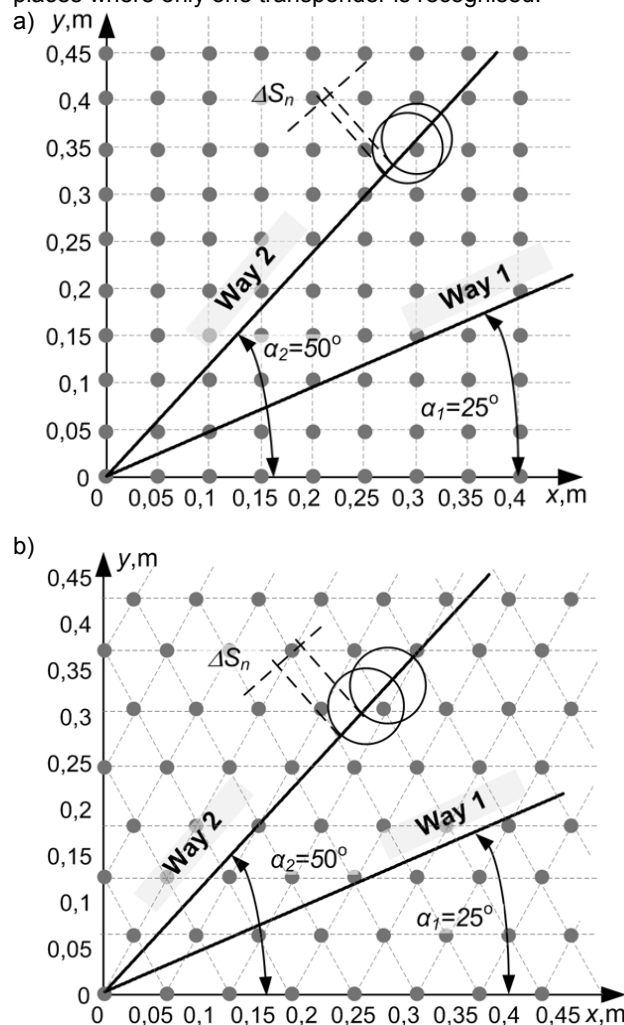 places where only one transponder is recognised.
a)
y,m
0,45
0,4
ΔSn
0,35
0,3
0,25
Way 2
0,2
Way 1
0,15
α2=50°
0,1
α1=25°
0,05
0
0 0,05 0,1 0,15 0,2 0,25 0,3 0,35 0,4 x,m
b)
y,m
0,45
0,4
ΔSn
0,35
0,3
0,25
0,2
Way 2
Way 1
0,15
α2=50°
0,1
α1=25°
0,05
0
0 0,05 0,1 0,15 0,2 0,25 0,3 0,35 0,4 0,45 x,m